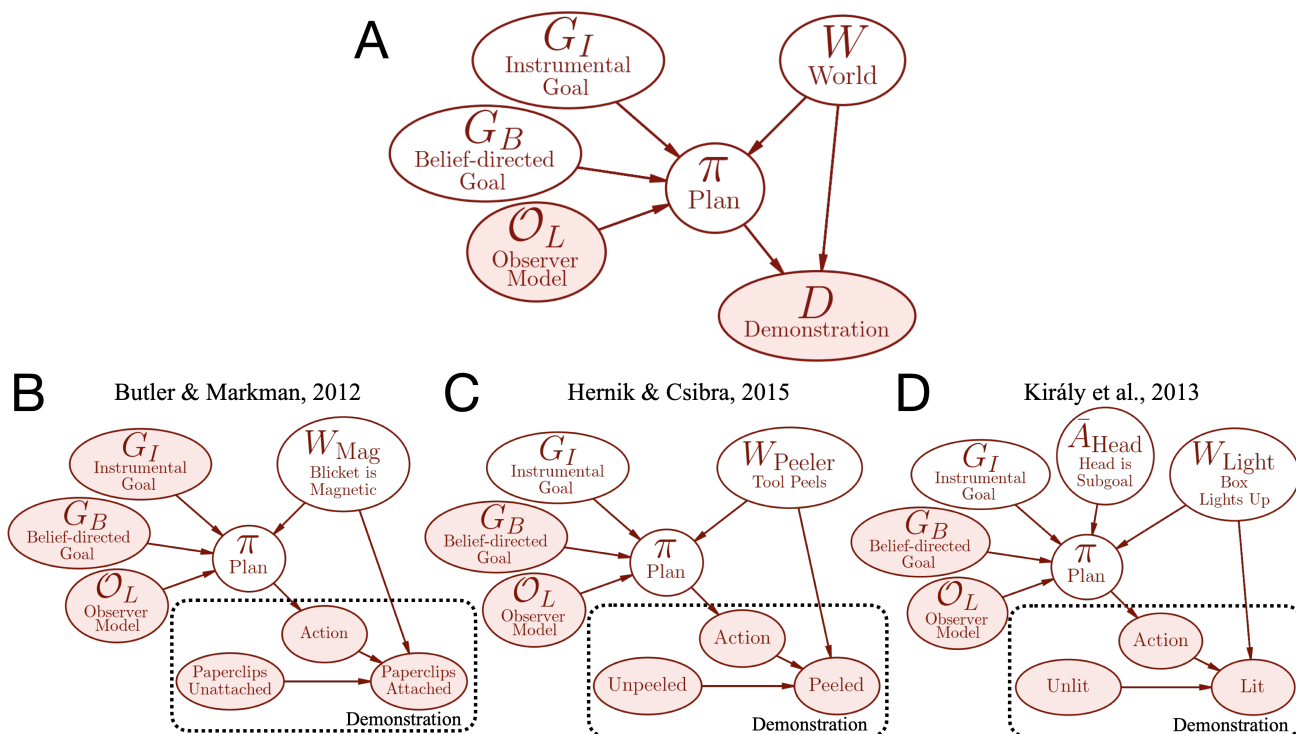 A
G_I
Instrumental
Goal
W
World
G_B
Belief-directed
Goal
π
Plan
O_L
Observer
Model
D
Demonstration
B
Butler & Markman, 2012
G_I
Instrumental
Goal
W_Mag
Blicket is
Magnetic
G_B
Belief-directed
Goal
π
Plan
O_L
Observer
Model
Action
Paperclips
Unattached
Paperclips
Attached
Demonstration
C
Hernik & Csibra, 2015
G_I
Instrumental
Goal
W_Peeler
Tool Peels
G_B
Belief-directed
Goal
π
Plan
O_L
Observer
Model
Action
Unpeeled
Peeled
Demonstration
D
Király et al., 2013
G_I
Instrumental
Goal
Ā_Head
Head is
Subgoal
W_Light
Box
Lights Up
G_B
Belief-directed
Goal
π
Plan
O_L
Observer
Model
Action
Unlit
Lit
Demonstration